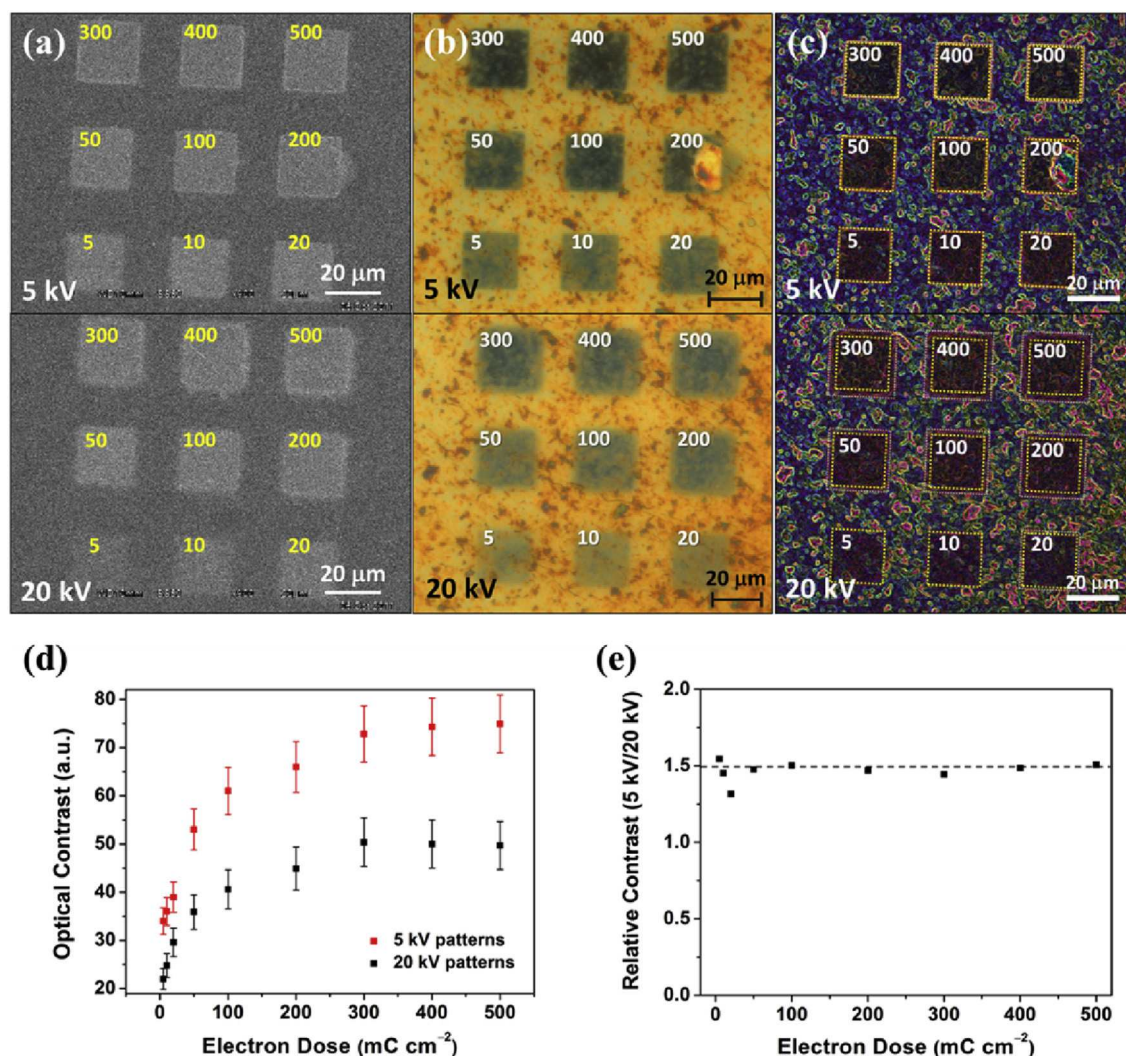 (a)
300 400 500
50 100 200
5 10 20
5 kV
20 μm
300 400 500
50 100 200
5 10 20
20 kV
20 μm
(b)
300 400 500
50 100 200
5 10 20
5 kV
20 μm
300 400 500
50 100 200
5 10 20
20 kV
20 μm
(c)
300 400 500
50 100 200
5 10 20
5 kV
20 μm
300 400 500
50 100 200
5 10 20
20 kV
20 μm
(d)
Optical Contrast (a.u.)
80
70
60
50
40
30
20
5 kV patterns
20 kV patterns
0 100 200 300 400 500
Electron Dose (mC cm⁻²)
(e)
Relative Contrast (5 kV/20 kV)
2.0
1.5
1.0
0.5
0.0
0 100 200 300 400 500
Electron Dose (mC cm⁻²)